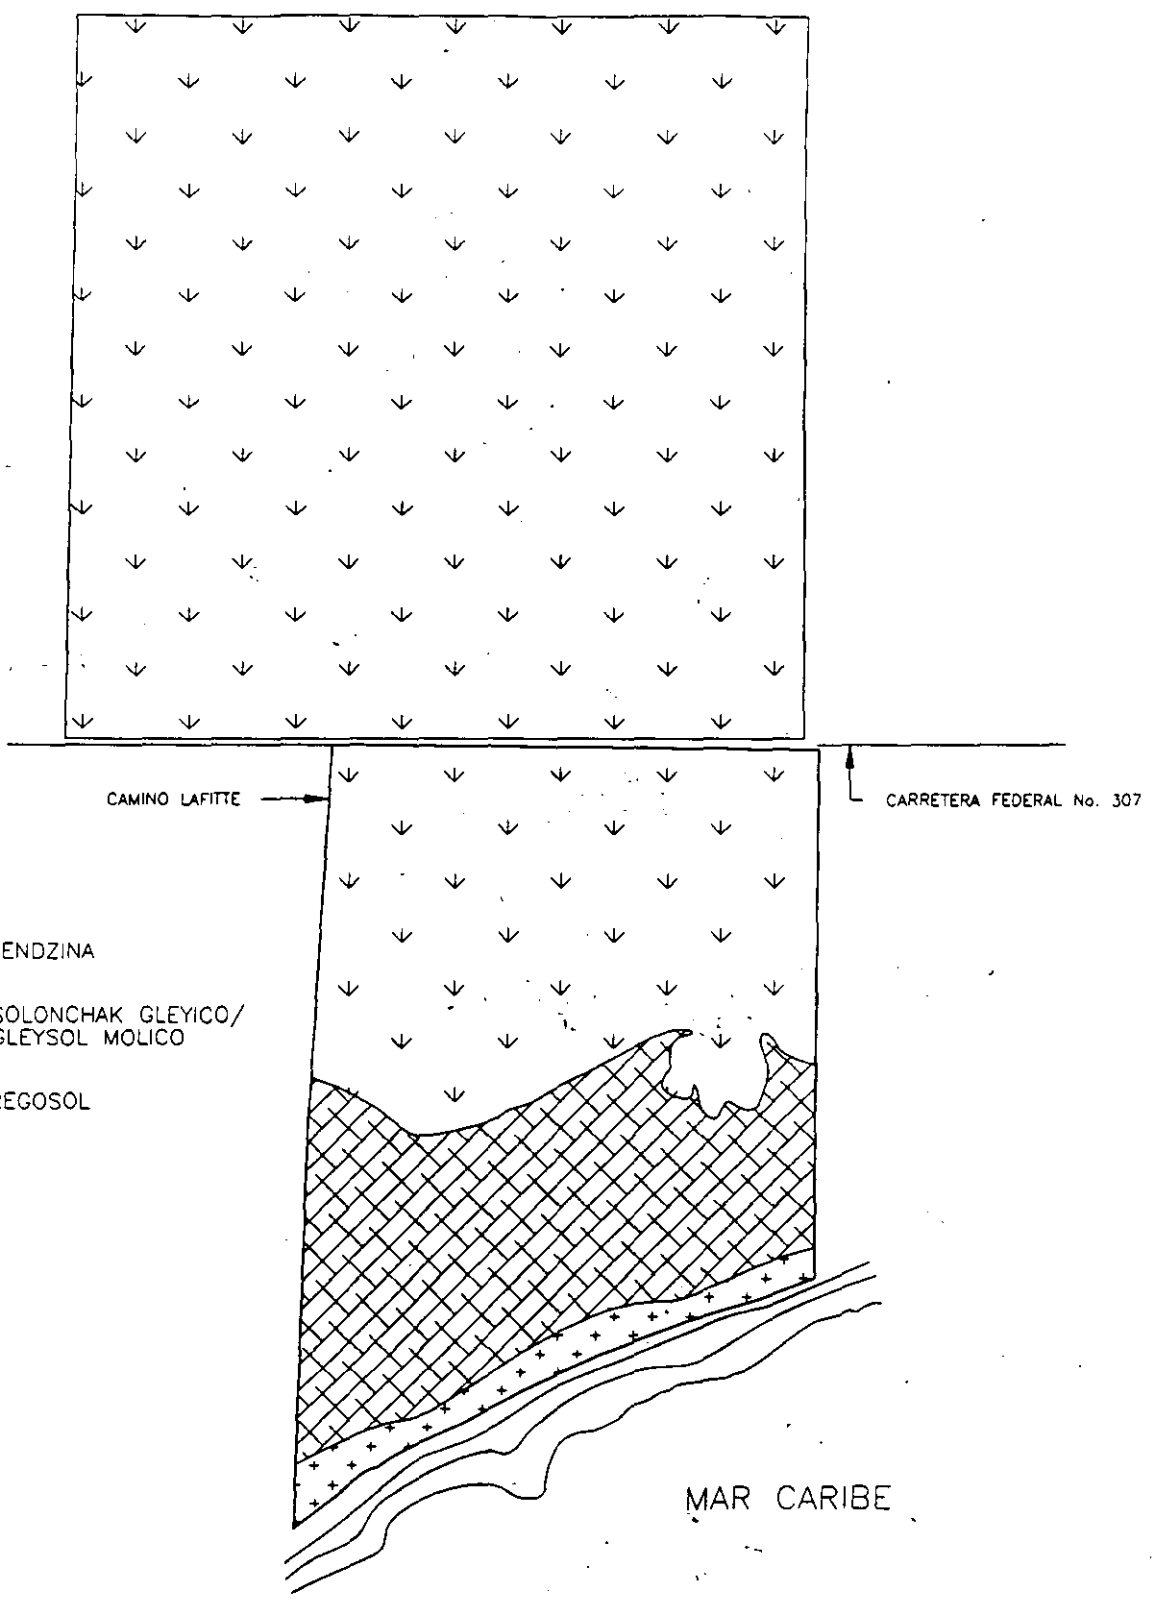 CAMINO LAFITTE
CARRETERA FEDERAL No. 307
ENDZINA
SOLONCHAK GLEYICO/
GLEYSOL MOLICO
REGOSOL
MAR CARIBE